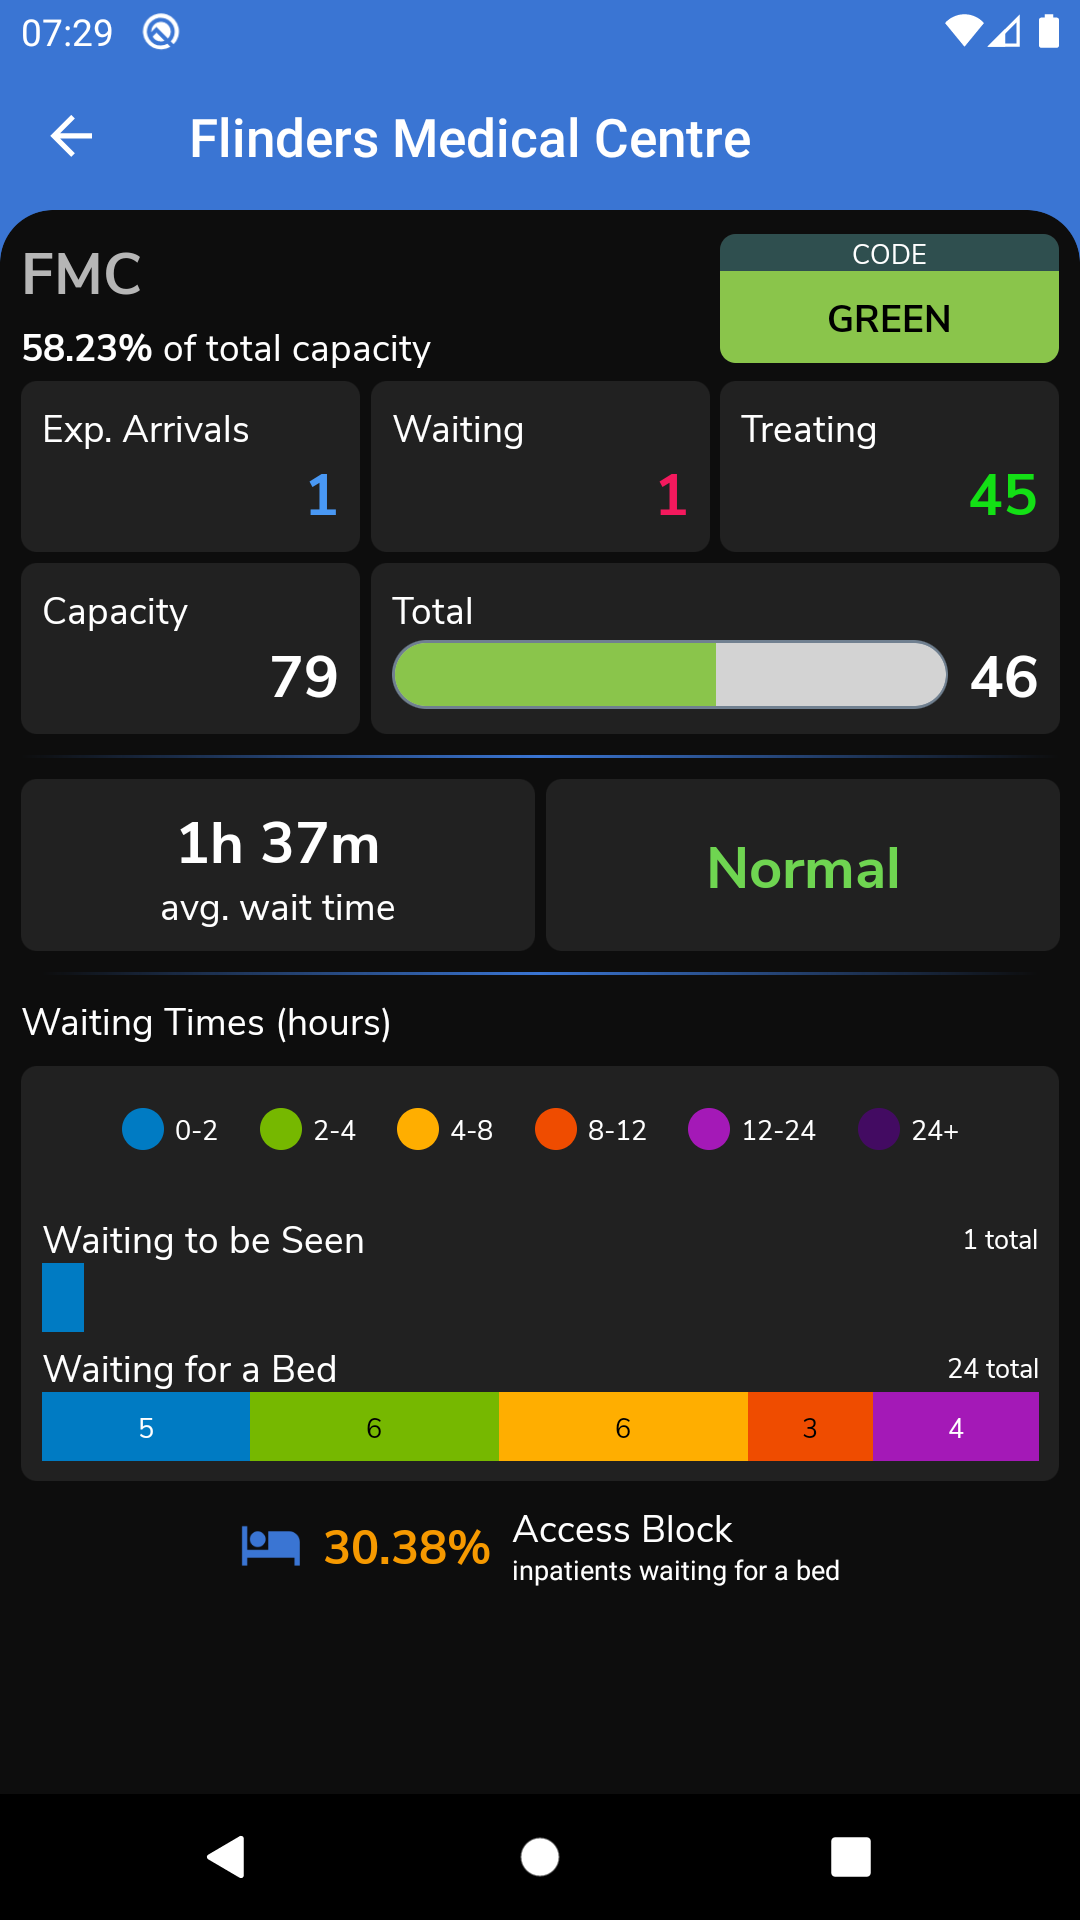 07:29
Flinders Medical Centre
FMC
CODE
GREEN
58.23% of total capacity
Exp. Arrivals
1
Waiting
1
Treating
45
Capacity
79
Total
46
1h 37m
avg. wait time
Normal
Waiting Times (hours)
0-2 2-4 4-8 8-12 12-24 24+
Waiting to be Seen 1 total
Waiting for a Bed 24 total
5 6 6 3 4
30.38%
Access Block
inpatients waiting for a bed